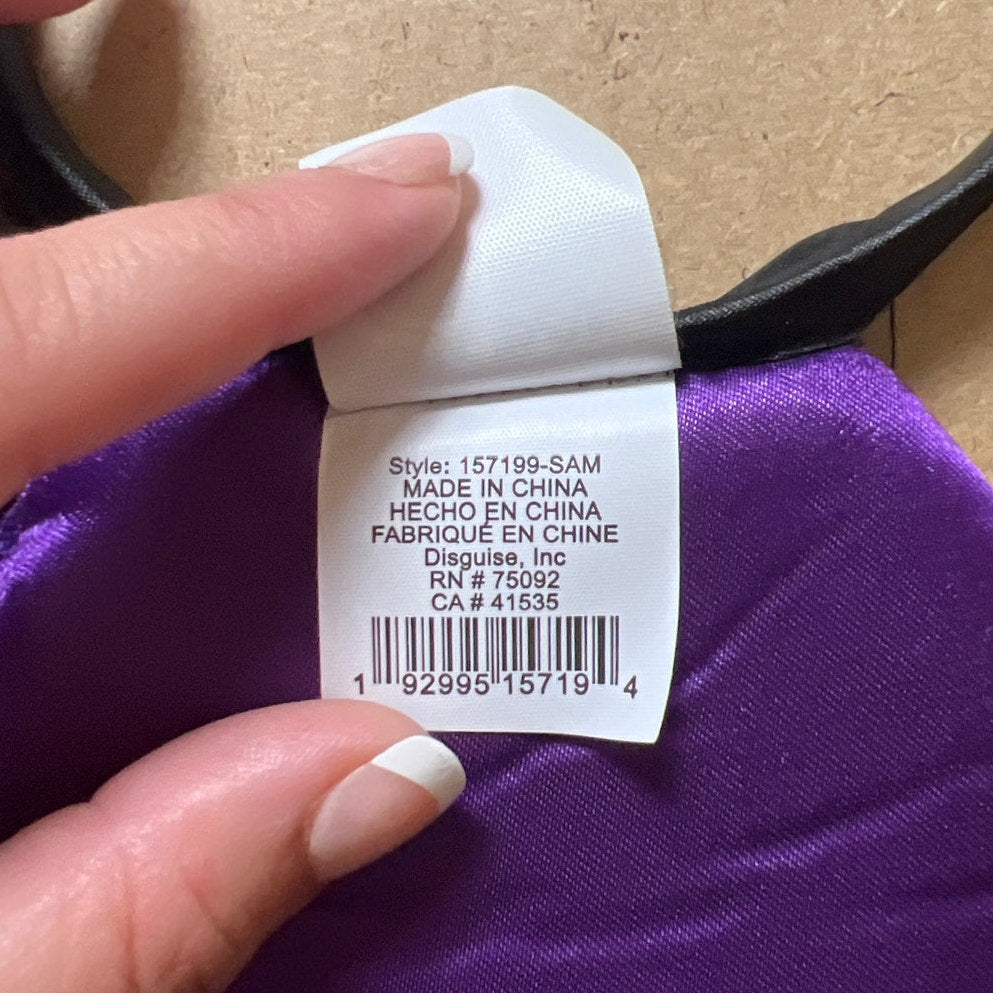 Style: 157199-SAM
MADE IN CHINA
HECHO EN CHINA
FABRIQUÉ EN CHINE
Disguise, Inc
RN # 75092
CA # 41535
1 92995 15719 4